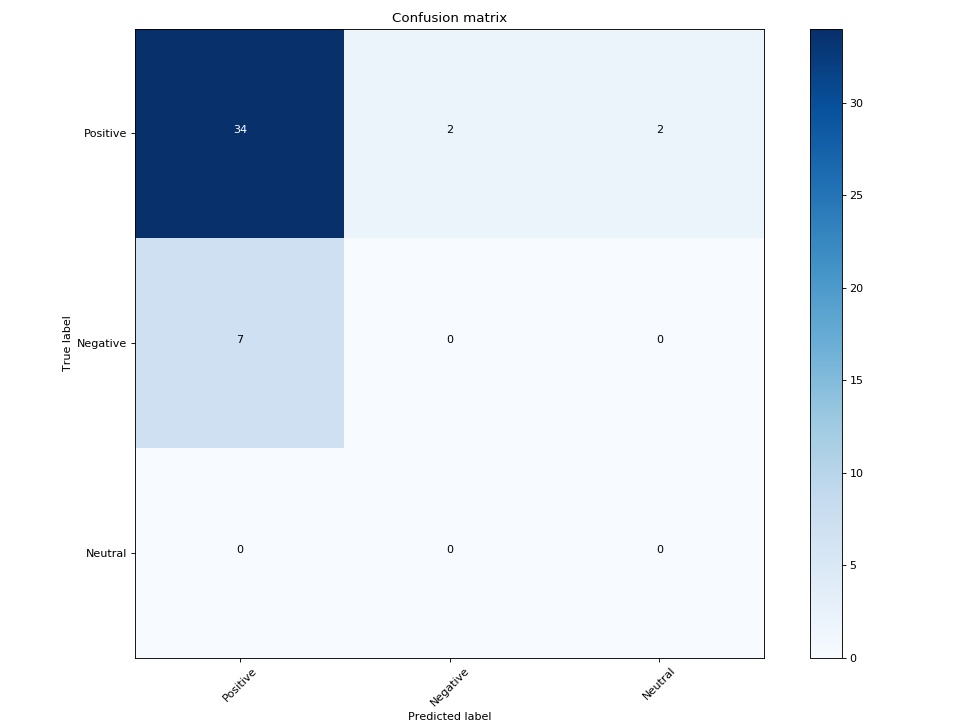 Confusion matrix
Positive
34
2
2
Negative
7
0
0
Neutral
0
0
0
True label
Positive
Negative
Neutral
Predicted label
30
25
20
15
10
5
0